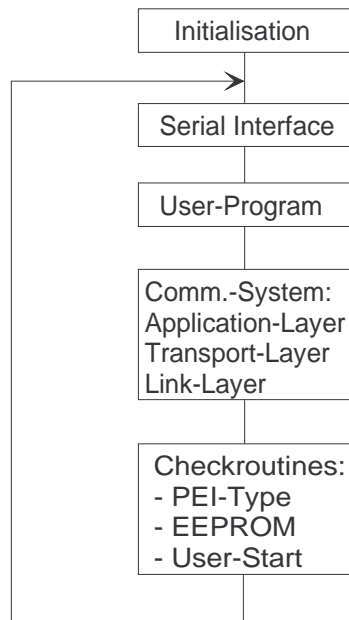 Initialisation
Serial Interface
User-Program
Comm.-System:
Application-Layer
Transport-Layer
Link-Layer
Checkroutines:
- PEI-Type
- EEPROM
- User-Start